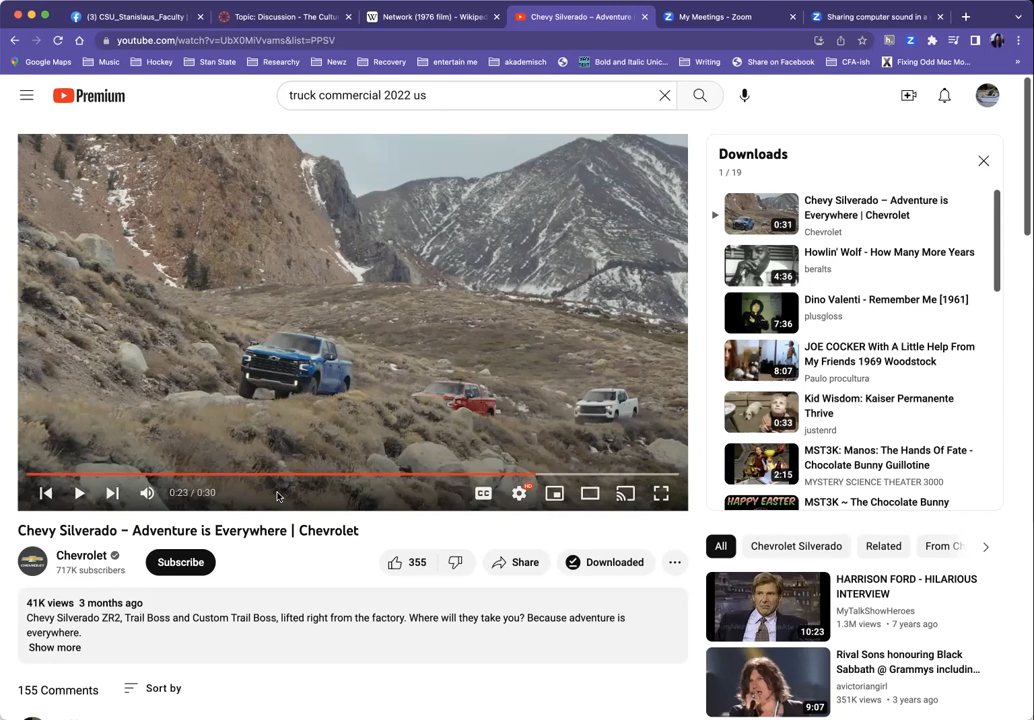 (3) CSU_Stanislaus_Faculty
Topic: Discussion - The Cultu
Network (1976 film) - Wikiped
Chevy Silverado – Adventure
My Meetings - Zoom
Sharing computer sound in a
youtube.com/watch?v=UbX0MiVvams&list=PPSV
Google Maps
Music
Hockey
Stan State
Researchy
Newz
Recovery
entertain me
akademisch
Bold and Italic Unic...
Writing
Share on Facebook
CFA-ish
Fixing Odd Mac Mo...
»
Premium
truck commercial 2022 us
0:23 / 0:30
CC
HD
Chevy Silverado – Adventure is Everywhere | Chevrolet
Chevrolet
717K subscribers
Subscribe
355
Share
Downloaded
41K views 3 months ago
Chevy Silverado ZR2, Trail Boss and Custom Trail Boss, lifted right from the factory. Where will they take you? Because adventure is
everywhere.
Show more
155 Comments
Sort by
Downloads
1 / 19
Chevy Silverado – Adventure is
Everywhere | Chevrolet
Chevrolet
0:31
Howlin' Wolf - How Many More Years
beralts
4:36
Dino Valenti - Remember Me [1961]
plusgloss
7:36
JOE COCKER With A Little Help From
My Friends 1969 Woodstock
Paulo procultura
8:07
Kid Wisdom: Kaiser Permanente
Thrive
justenrd
0:33
MST3K: Manos: The Hands Of Fate -
Chocolate Bunny Guillotine
MYSTERY SCIENCE THEATER 3000
2:15
MST3K ~ The Chocolate Bunny
HAPPY EASTER
All
Chevrolet Silverado
Related
From Ch
HARRISON FORD - HILARIOUS
INTERVIEW
MyTalkShowHeroes
1.3M views • 7 years ago
10:23
Rival Sons honouring Black
Sabbath @ Grammys includin...
avictoriangirl
351K views • 3 years ago
9:07